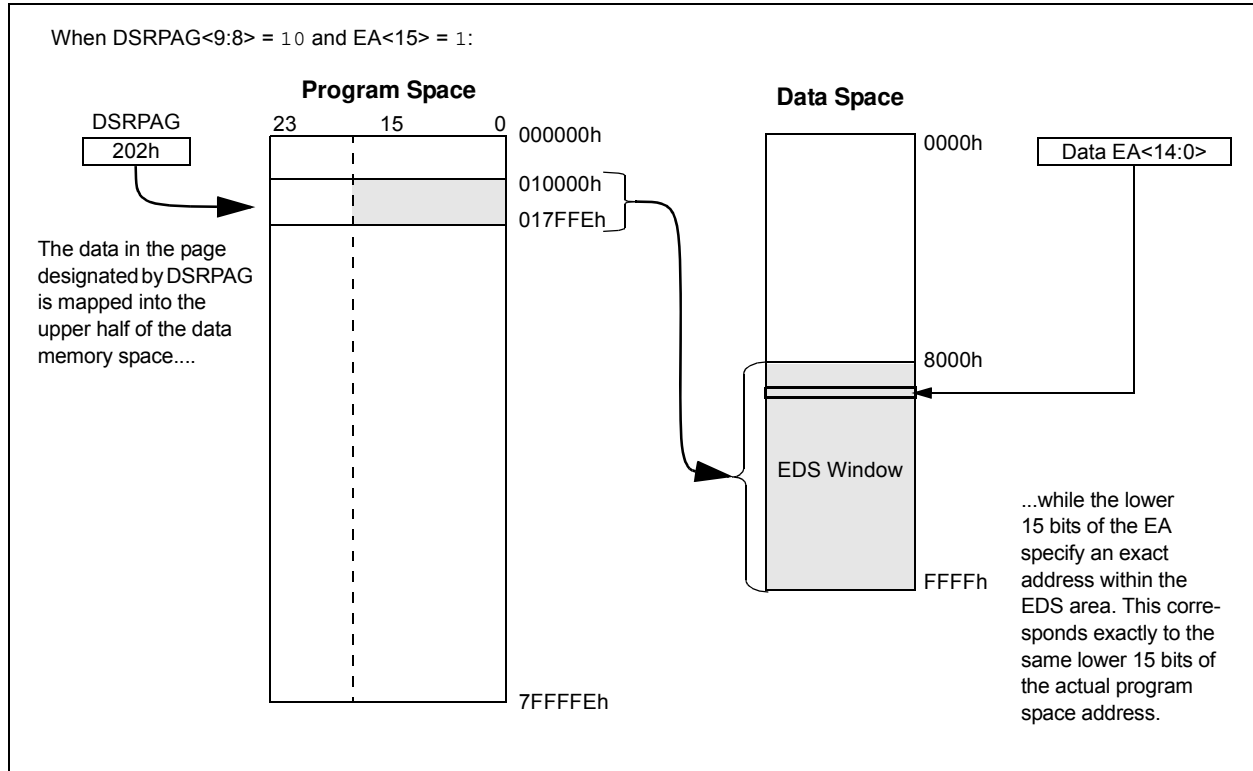 When DSRPAG<9:8> = 10 and EA<15> = 1:
Program Space
Data Space
DSRPAG
202h
23 15 0
000000h
010000h
017FFEh
0000h
Data EA<14:0>
The data in the page
designated by DSRPAG
is mapped into the
upper half of the data
memory space....
8000h
EDS Window
FFFFh
...while the lower
15 bits of the EA
specify an exact
address within the
EDS area. This corre-
sponds exactly to the
same lower 15 bits of
the actual program
space address.
7FFFFEh